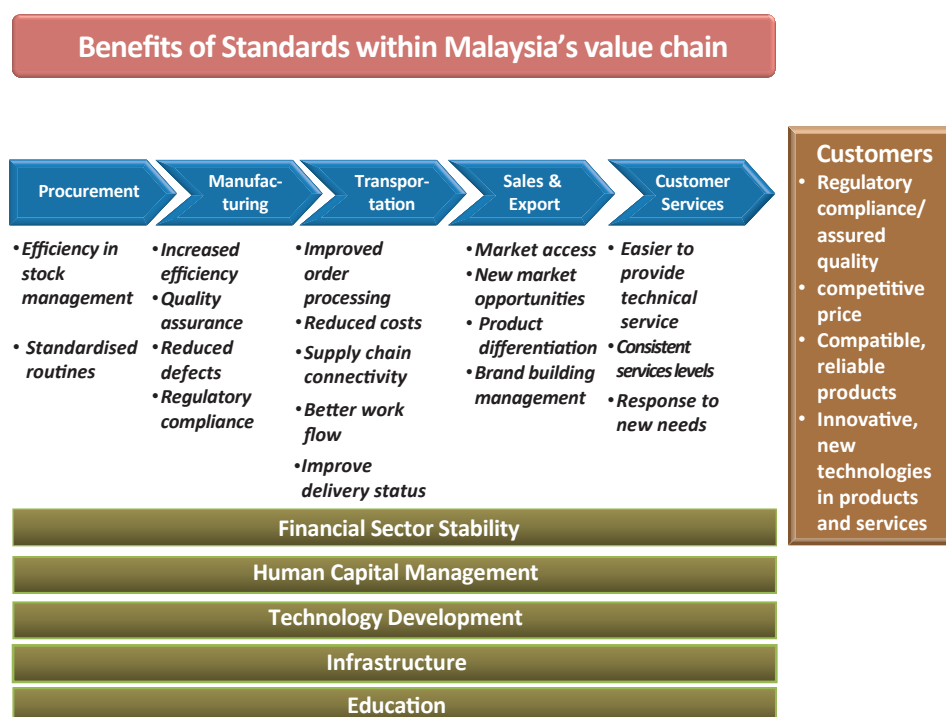 Benefits of Standards within Malaysia's value chain
Procurement
Manufac-
turing
Transpor-
tation
Sales &
Export
Customer
Services
• Efficiency in
stock
management
• Standardised
routines
• Increased
efficiency
• Quality
assurance
• Reduced
defects
• Regulatory
compliance
• Improved
order
processing
• Reduced costs
• Supply chain
connectivity
• Better work
flow
• Improve
delivery status
• Market access
• New market
opportunities
• Product
differentiation
• Brand building
management
• Easier to
provide
technical
service
• Consistent
services levels
• Response to
new needs
Customers
• Regulatory
compliance/
assured
quality
• competitive
price
• Compatible,
reliable
products
• Innovative,
new
technologies
in products
and services
Financial Sector Stability
Human Capital Management
Technology Development
Infrastructure
Education